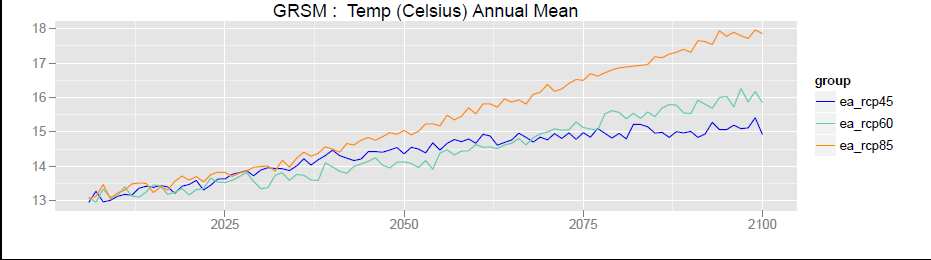 GRSM : Temp (Celsius) Annual Mean
18
17
16
15
14
13
2025
2050
2075
2100
group
ea_rcp45
ea_rcp60
ea_rcp85